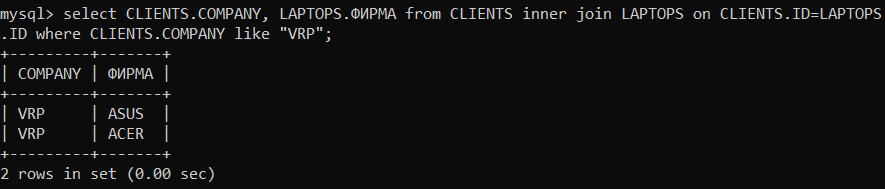 mysql> select CLIENTS.COMPANY, LAPTOPS.ФИРМА from CLIENTS inner join LAPTOPS on CLIENTS.ID=LAPTOPS
.ID where CLIENTS.COMPANY like "VRP";
+---------+-------+
| COMPANY | ФИРМА |
+---------+-------+
| VRP     | ASUS  |
| VRP     | ACER  |
+---------+-------+
2 rows in set (0.00 sec)